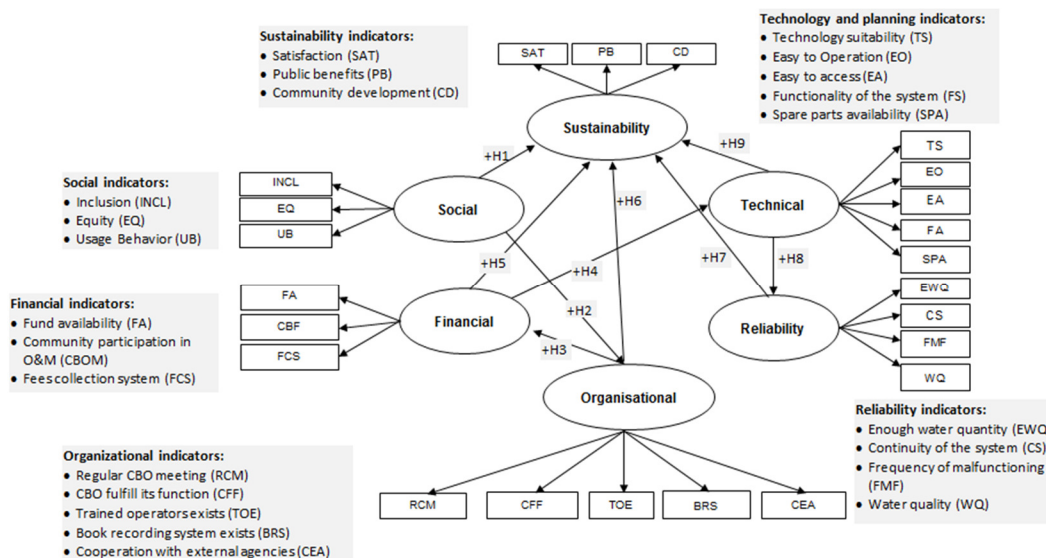 Sustainability indicators:
• Satisfaction (SAT)
• Public benefits (PB)
• Community development (CD)
Technology and planning indicators:
• Technology suitability (TS)
• Easy to Operation (EO)
• Easy to access (EA)
• Functionality of the system (FS)
• Spare parts availability (SPA)
SAT
PB
CD
Sustainability
+H1
+H9
Social indicators:
• Inclusion (INCL)
• Equity (EQ)
• Usage Behavior (UB)
INCL
EQ
UB
Social
+H6
Technical
TS
EO
EA
FA
SPA
+H5
+H4
+H7
+H8
Financial indicators:
• Fund availability (FA)
• Community participation in
O&M (CBOM)
• Fees collection system (FCS)
FA
CBF
FCS
Financial
+H2
+H3
Reliability
EWQ
CS
FMF
WQ
Organisational
Reliability indicators:
• Enough water quantity (EWQ)
• Continuity of the system (CS)
• Frequency of malfunctioning
(FMF)
• Water quality (WQ)
Organizational indicators:
• Regular CBO meeting (RCM)
• CBO fulfill its function (CFF)
• Trained operators exists (TOE)
• Book recording system exists (BRS)
• Cooperation with external agencies (CEA)
RCM
CFF
TOE
BRS
CEA